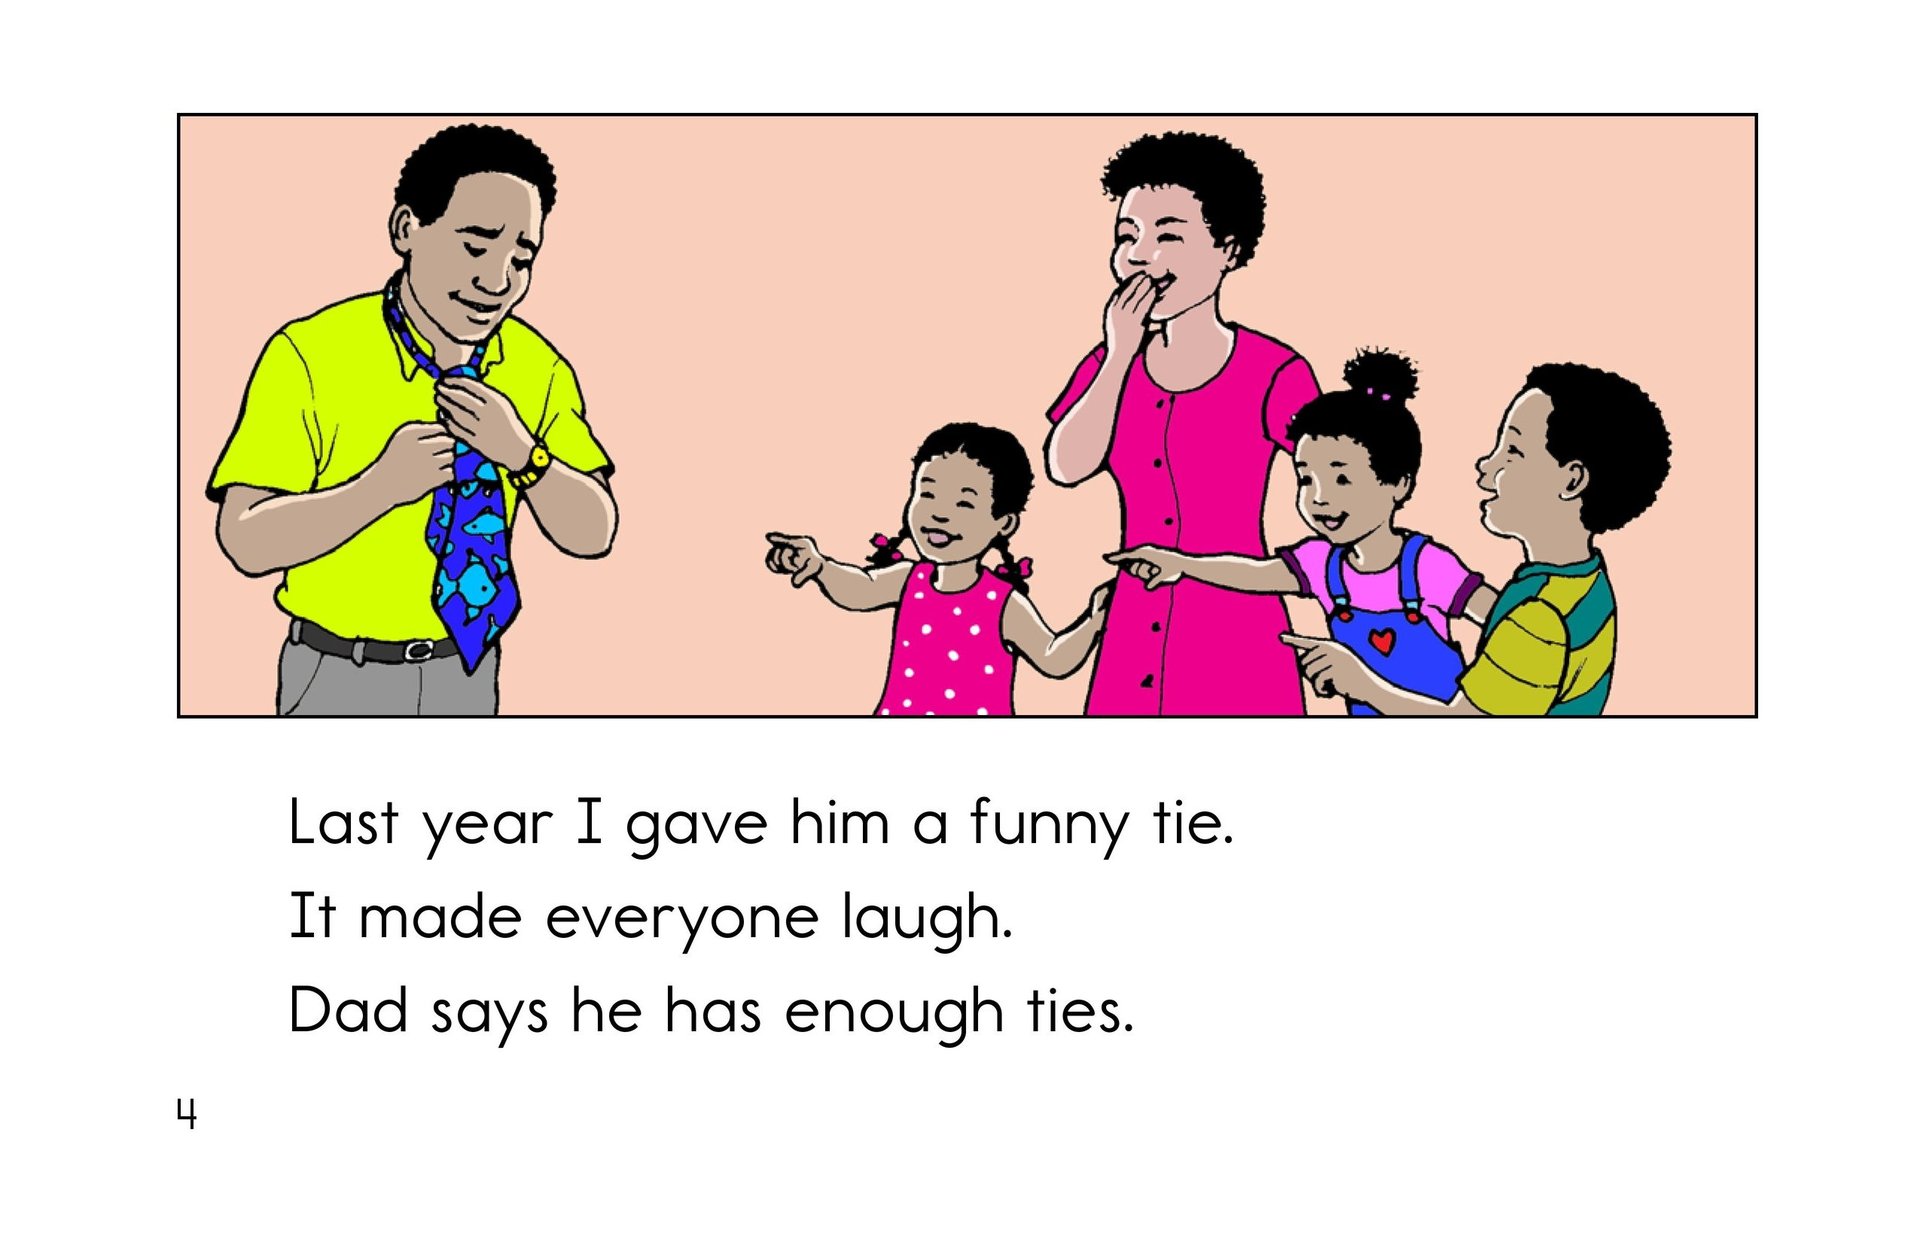 Last year I gave him a funny tie.
It made everyone laugh.
Dad says he has enough ties.
4